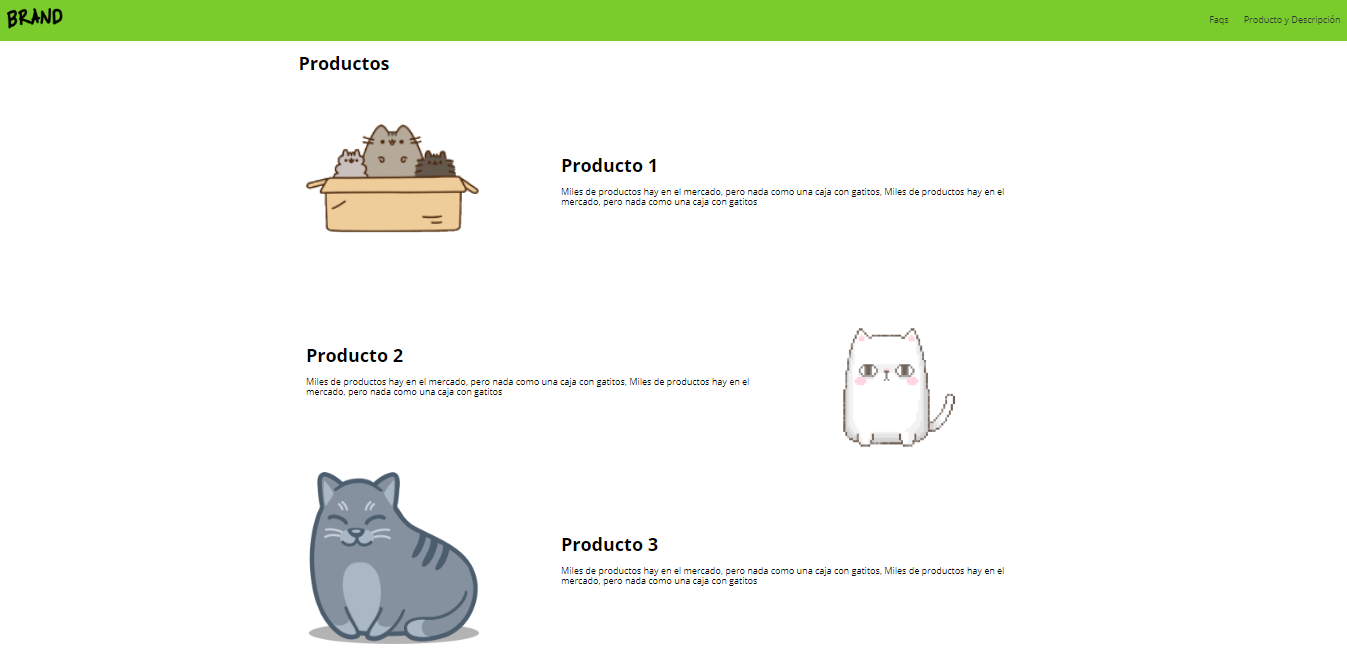 BRAND
Faqs Producto y Descripción
Productos
Producto 1
Miles de productos hay en el mercado, pero nada como una caja con gatitos, Miles de productos hay en el
mercado, pero nada como una caja con gatitos
Producto 2
Miles de productos hay en el mercado, pero nada como una caja con gatitos, Miles de productos hay en el
mercado, pero nada como una caja con gatitos
Producto 3
Miles de productos hay en el mercado, pero nada como una caja con gatitos, Miles de productos hay en el
mercado, pero nada como una caja con gatitos